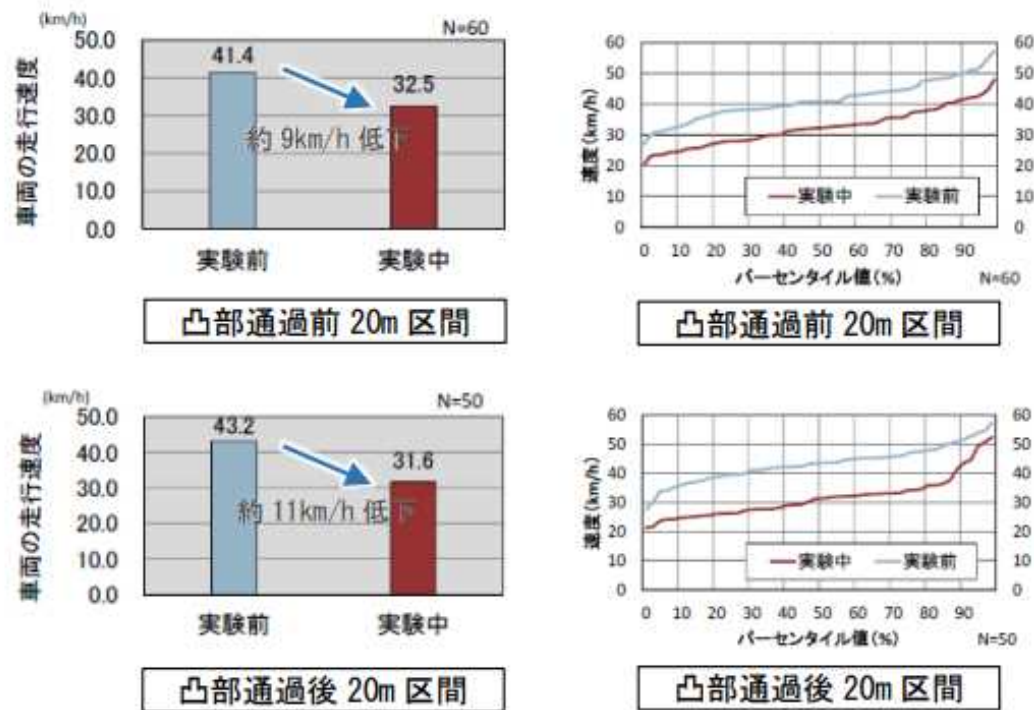 (km/h)
N=60
車両の走行速度
50.0
40.0
30.0
20.0
10.0
0.0
41.4
32.5
約 9km/h 低下
実験前
実験中
凸部通過前 20m 区間
速度(km/h)
60
50
40
30
20
10
0
60
50
40
30
20
10
0
実験中
実験前
0 10 20 30 40 50 60 70 80 90
パーセンタイル値(%)
N=60
凸部通過前 20m 区間
(km/h)
N=50
車両の走行速度
50.0
40.0
30.0
20.0
10.0
0.0
43.2
31.6
約 11km/h 低下
実験前
実験中
凸部通過後 20m 区間
速度(km/h)
60
50
40
30
20
10
0
60
50
40
30
20
10
0
実験中
実験前
0 10 20 30 40 50 60 70 80 90
パーセンタイル値(%)
N=50
凸部通過後 20m 区間